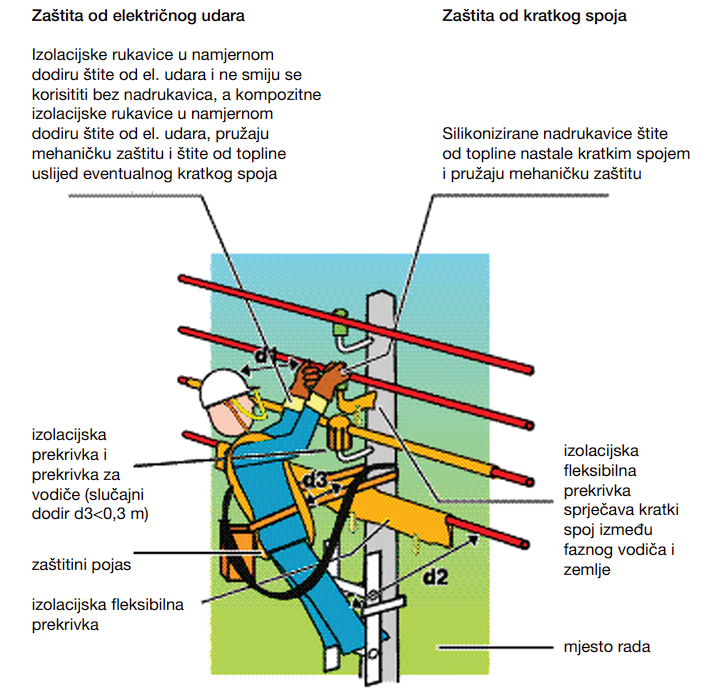 Zaštita od električnog udara
Izolacijske rukavice u namjernom
dodiru štite od el. udara i ne smiju se
korisititi bez nadrukavica, a kompozitne
izolacijske rukavice u namjernom
dodiru štite od el. udara, pružaju
mehaničku zaštitu i štite od topline
uslijed eventualnog kratkog spoja
Zaštita od kratkog spoja
Silikonizirane nadrukavice štite
od topline nastale kratkim spojem
i pružaju mehaničku zaštitu
d1
izolacijska
prekrivka i
prekrivka za
vodiče (slučajni
dodir d3<0,3 m)
d3
izolacijska
fleksibilna
prekrivka
sprječava kratki
spoj između
faznog vodiča i
zemlje
zaštitini pojas
d2
izolacijska fleksibilna
prekrivka
mjesto rada